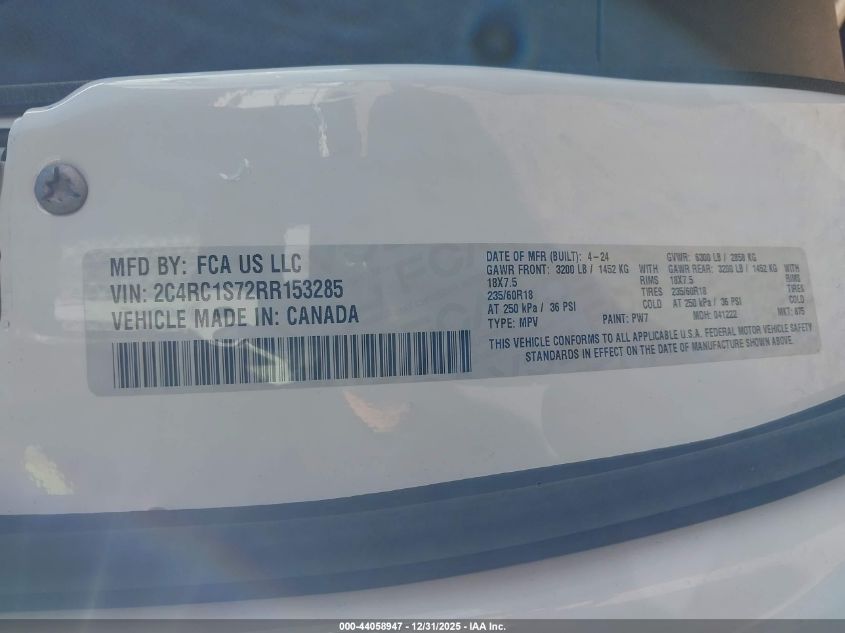 MFD BY: FCA US LLC
VIN: 2C4RC1S72RR153285
VEHICLE MADE IN: CANADA
DATE OF MFR (BUILT): 4-24 GVWR: 6300 LB / 2858 KG
GAWR FRONT: 3200 LB / 1452 KG GAWR REAR: 3200 LB / 1452 KG
18X7.5 RIMS 18X7.5 RIMS
235/60R18 TIRES 235/60R18 TIRES
AT 250 kPa / 36 PSI COLD AT 250 kPa / 36 PSI COLD
TYPE: MPV PAINT: PW7 MDH: 041222 MKT: 875
THIS VEHICLE CONFORMS TO ALL APPLICABLE U.S.A. FEDERAL MOTOR VEHICLE SAFETY
STANDARDS IN EFFECT ON THE DATE OF MANUFACTURE SHOWN ABOVE.
000-44058947 - 12/31/2025 - IAA Inc.